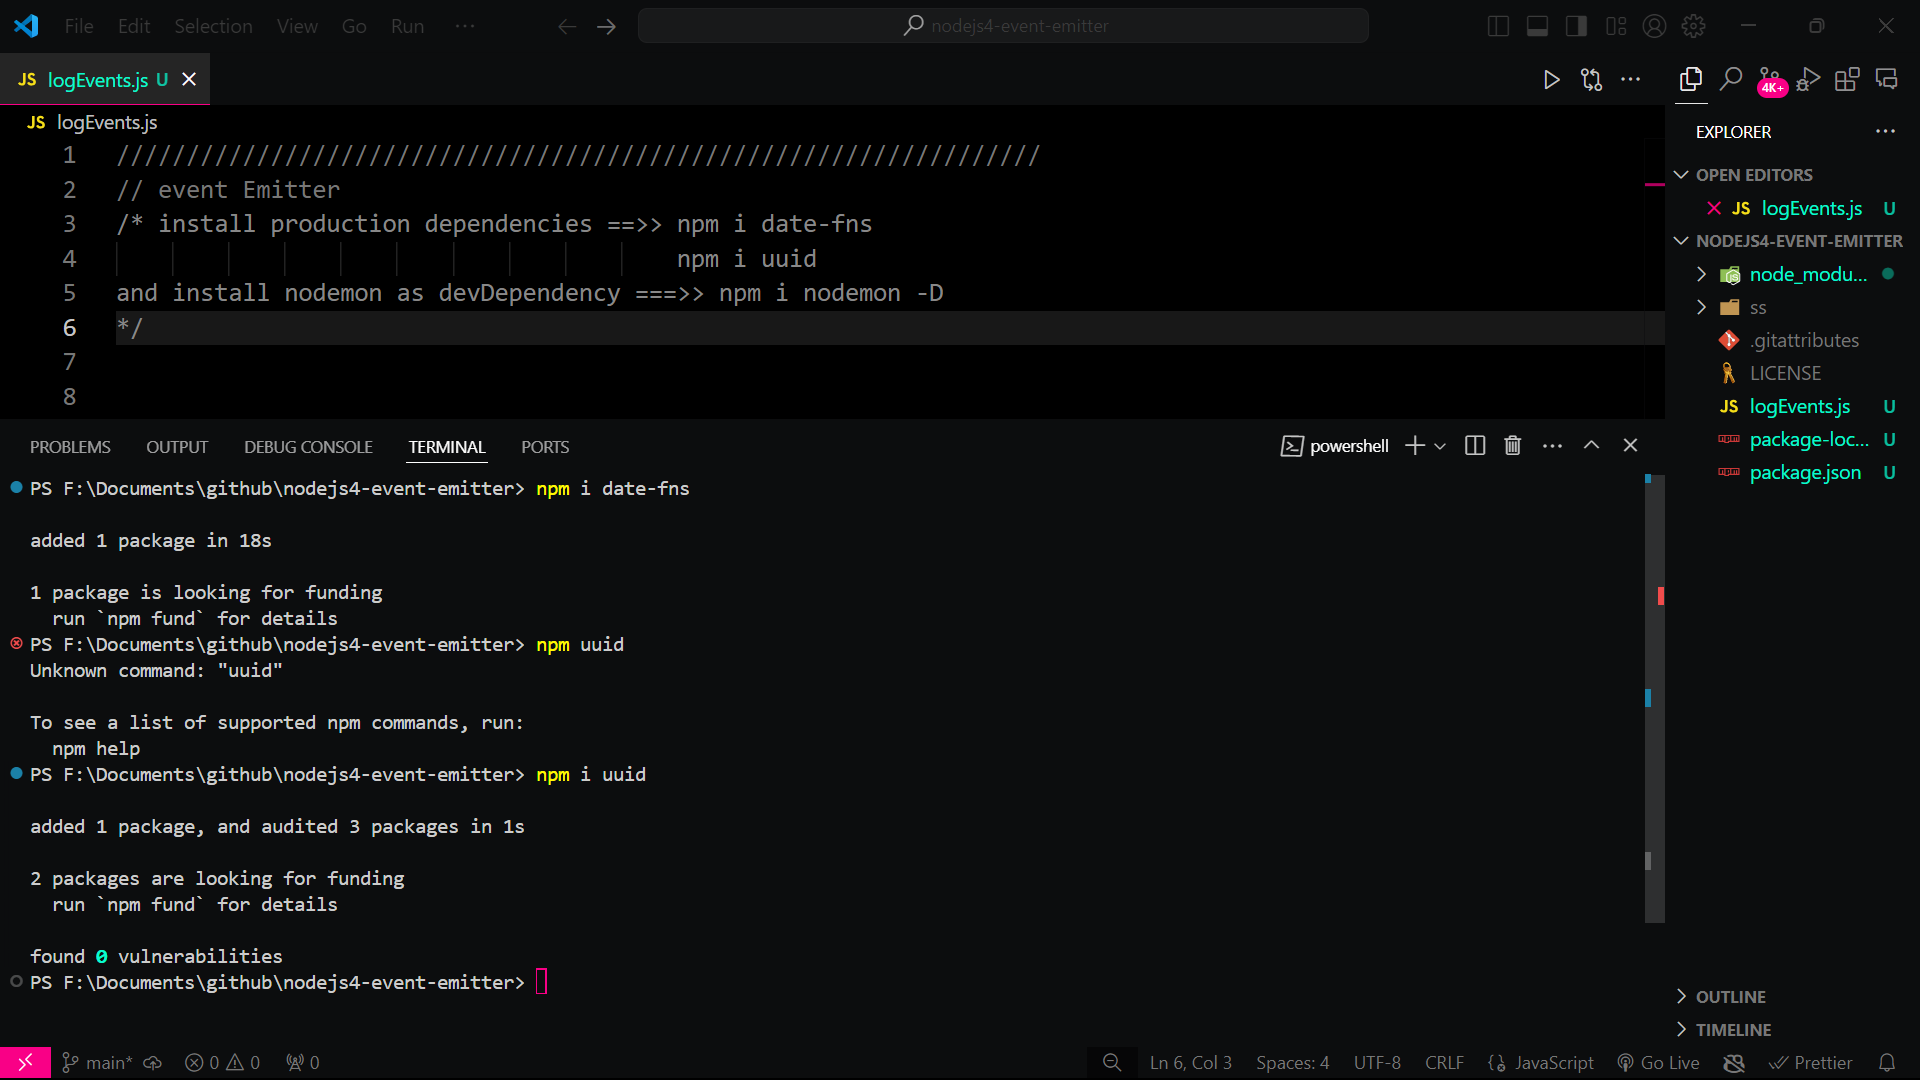 File Edit Selection View Go Run ··· nodejs4-event-emitter
JS logEvents.js U
4K+
JS logEvents.js
1 //////////////////////////////////////////////////////////////////
2 // event Emitter
3 /* install production dependencies ==>> npm i date-fns
4 npm i uuid
5 and install nodemon as devDependency ===>> npm i nodemon -D
6 */
7
8
PROBLEMS OUTPUT DEBUG CONSOLE TERMINAL PORTS powershell
PS F:\Documents\github\nodejs4-event-emitter> npm i date-fns
added 1 package in 18s
1 package is looking for funding
run `npm fund` for details
PS F:\Documents\github\nodejs4-event-emitter> npm uuid
Unknown command: "uuid"
To see a list of supported npm commands, run:
npm help
PS F:\Documents\github\nodejs4-event-emitter> npm i uuid
added 1 package, and audited 3 packages in 1s
2 packages are looking for funding
run `npm fund` for details
found 0 vulnerabilities
PS F:\Documents\github\nodejs4-event-emitter>
EXPLORER
OPEN EDITORS
JS logEvents.js U
NODEJS4-EVENT-EMITTER
node_modu...
ss
.gitattributes
LICENSE
JS logEvents.js U
package-loc... U
package.json U
OUTLINE
TIMELINE
main* 0 0 0 Ln 6, Col 3 Spaces: 4 UTF-8 CRLF {} JavaScript Go Live Prettier